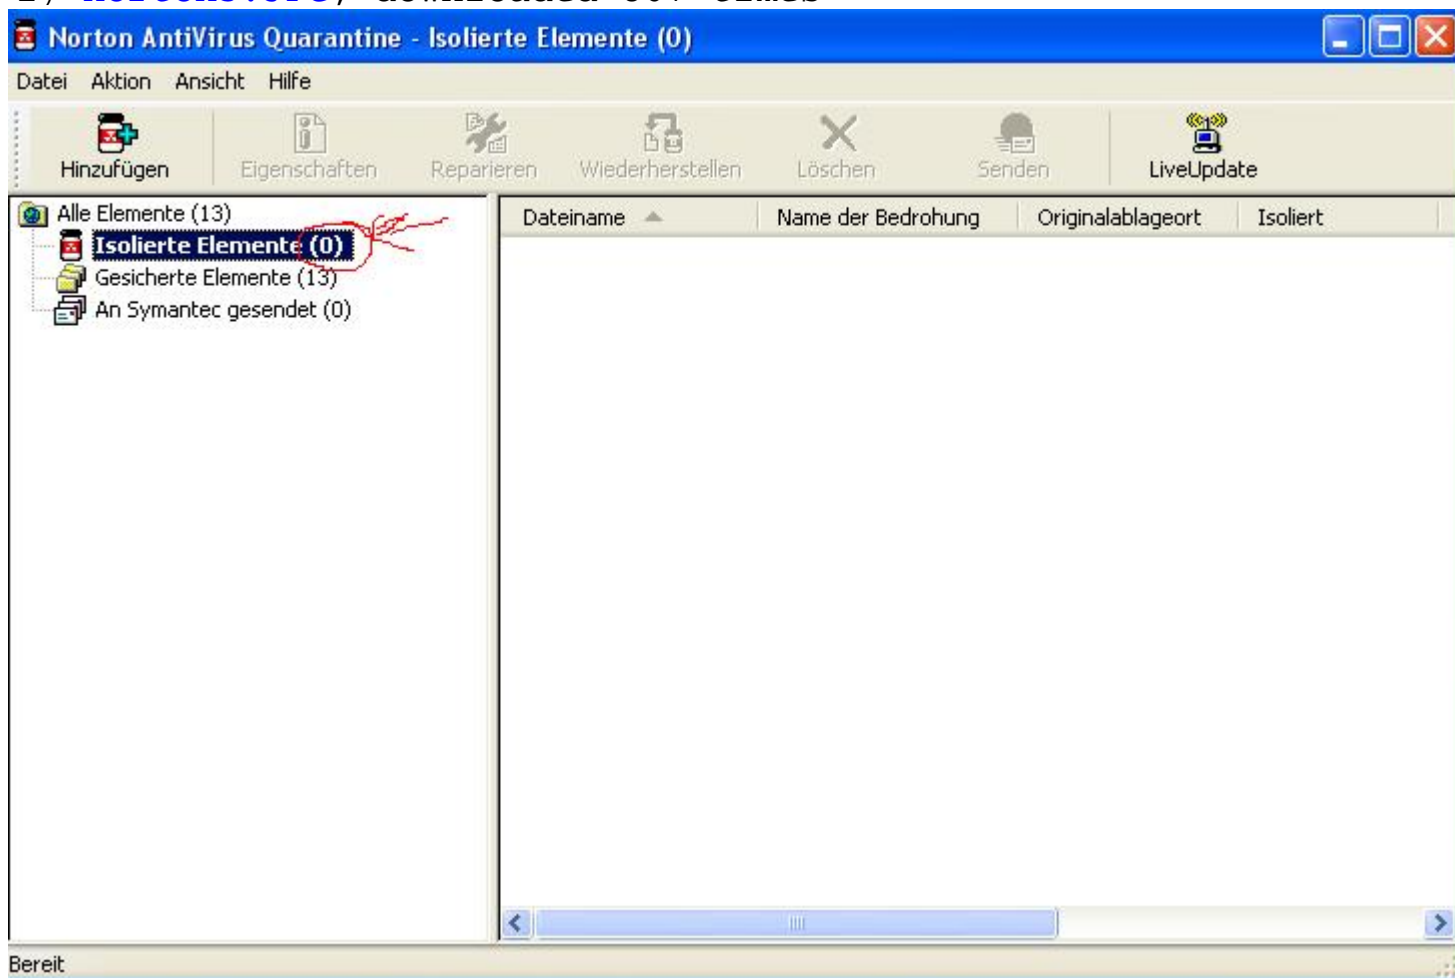 Norton AntiVirus Quarantine - Isolierte Elemente (0)
Datei Aktion Ansicht Hilfe
Hinzufügen Eigenschaften Reparieren Wiederherstellen Löschen Senden LiveUpdate
Alle Elemente (13)
Isolierte Elemente (0)
Gesicherte Elemente (13)
An Symantec gesendet (0)
Dateiname Name der Bedrohung Originalablageort Isoliert
Bereit